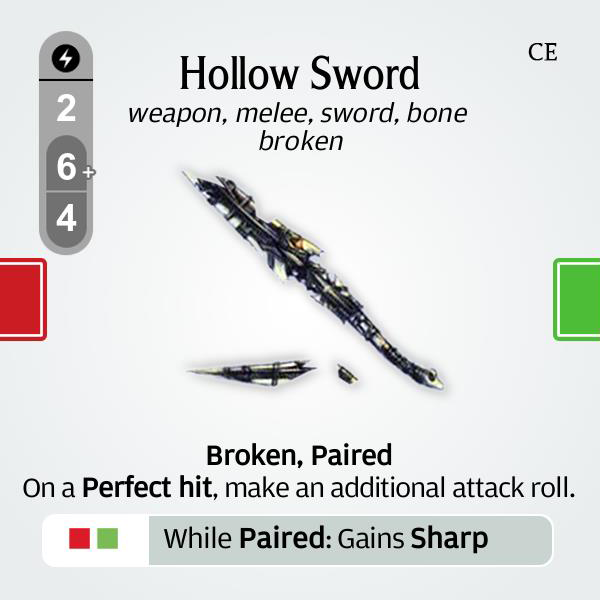 CE
Hollow Sword
weapon, melee, sword, bone
broken
2
6+
4
Broken, Paired
On a Perfect hit, make an additional attack roll.
While Paired: Gains Sharp